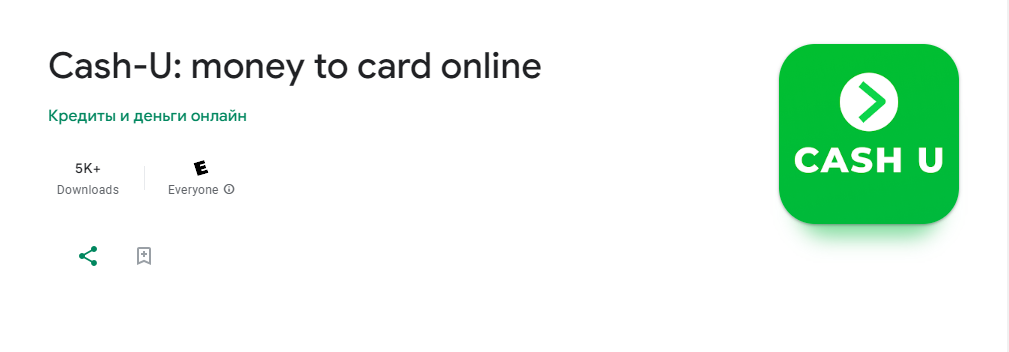 Cash-U: money to card online
Кредиты и деньги онлайн
5K+
Downloads
E
Everyone
CASH U